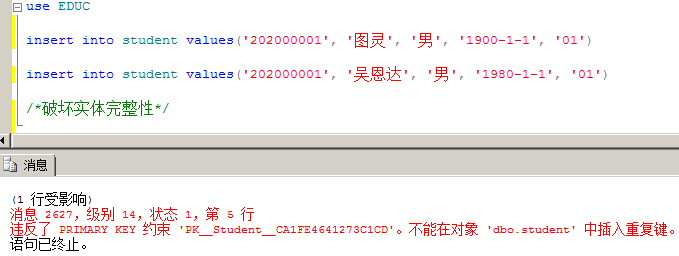 use EDUC
insert into student values('202000001', '图灵', '男', '1900-1-1', '01')
insert into student values('202000001', '吴恩达', '男', '1980-1-1', '01')
/*破坏实体完整性*/
消息
(1 行受影响)
消息 2627，级别 14，状态 1，第 5 行
违反了 PRIMARY KEY 约束 'PK__Student__CA1FE4641273C1CD'。不能在对象 'dbo.student' 中插入重复键。
语句已终止。